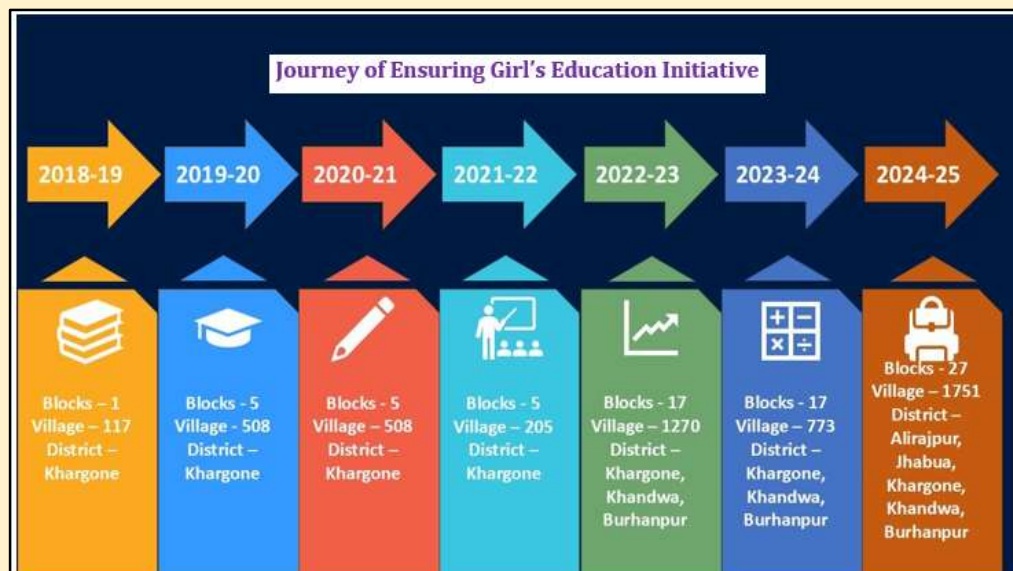 Journey of Ensuring Girl's Education Initiative
2018-19
2019-20
2020-21
2021-22
2022-23
2023-24
2024-25
Blocks – 1
Village – 117
District –
Khargone
Blocks - 5
Village - 508
District –
Khargone
Blocks - 5
Village – 508
District –
Khargone
Blocks - 5
Village – 205
District –
Khargone
Blocks - 17
Village – 1270
District –
Khargone,
Khandwa,
Burhanpur
Blocks - 17
Village – 773
District –
Khargone,
Khandwa,
Burhanpur
Blocks - 27
Village – 1751
District –
Alirajpur,
Jhabua,
Khargone,
Khandwa,
Burhanpur